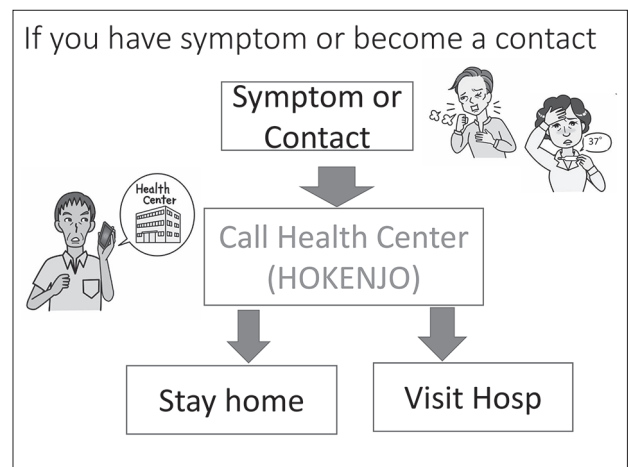 If you have symptom or become a contact
Symptom or
Contact
37°
Health
Center
Call Health Center
(HOKENJO)
Stay home
Visit Hosp